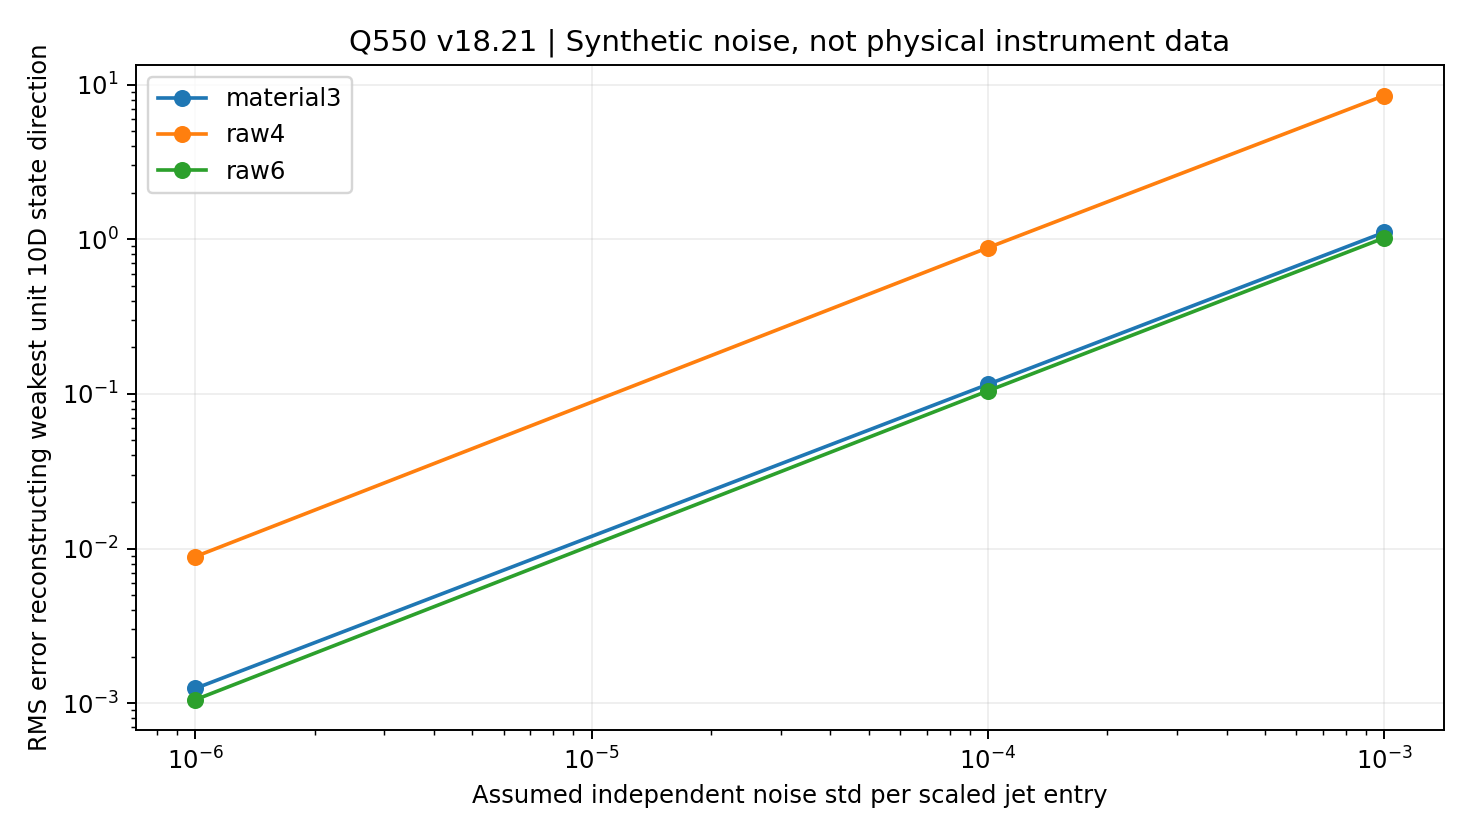 Q550 v18.21 | Synthetic noise, not physical instrument data
RMS error reconstructing weakest unit 10D state direction
10¹
10⁰
10⁻¹
10⁻²
10⁻³
material3
raw4
raw6
10⁻⁶
10⁻⁵
10⁻⁴
10⁻³
Assumed independent noise std per scaled jet entry